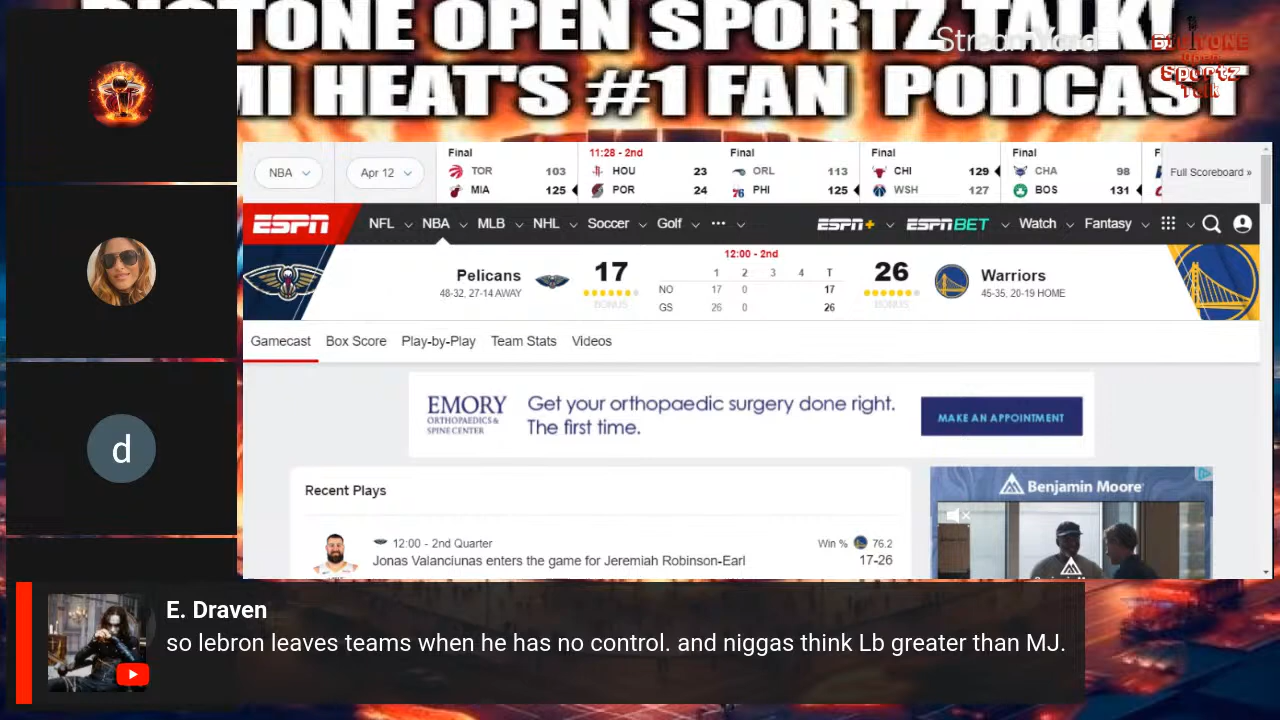 BIGTONE OPEN SPORTZ TALK!
MI HEAT'S #1 FAN PODCAST
StreamYard
BIGTONE
Open
Sportz
Talk
NBA
Apr 12
Final
TOR 103
MIA 125
11:28 - 2nd
HOU 23
POR 24
Final
ORL 113
PHI 125
Final
CHI 129
WSH 127
Final
CHA 98
BOS 131
F
Full Scoreboard »
ESPN NFL NBA MLB NHL Soccer Golf ... ESPN+ ESPN BET Watch Fantasy
12:00 - 2nd
Pelicans 17
48-32, 27-14 AWAY
BONUS
1 2 3 4 T
NO 17 0 17
GS 26 0 26
26 Warriors
45-35, 20-19 HOME
BONUS
Gamecast Box Score Play-by-Play Team Stats Videos
EMORY
ORTHOPAEDICS &
SPINE CENTER
Get your orthopaedic surgery done right.
The first time.
MAKE AN APPOINTMENT
Recent Plays
12:00 - 2nd Quarter Win % 76.2
Jonas Valanciunas enters the game for Jeremiah Robinson-Earl 17-26
Benjamin Moore
d
E. Draven
so lebron leaves teams when he has no control. and niggas think Lb greater than MJ.